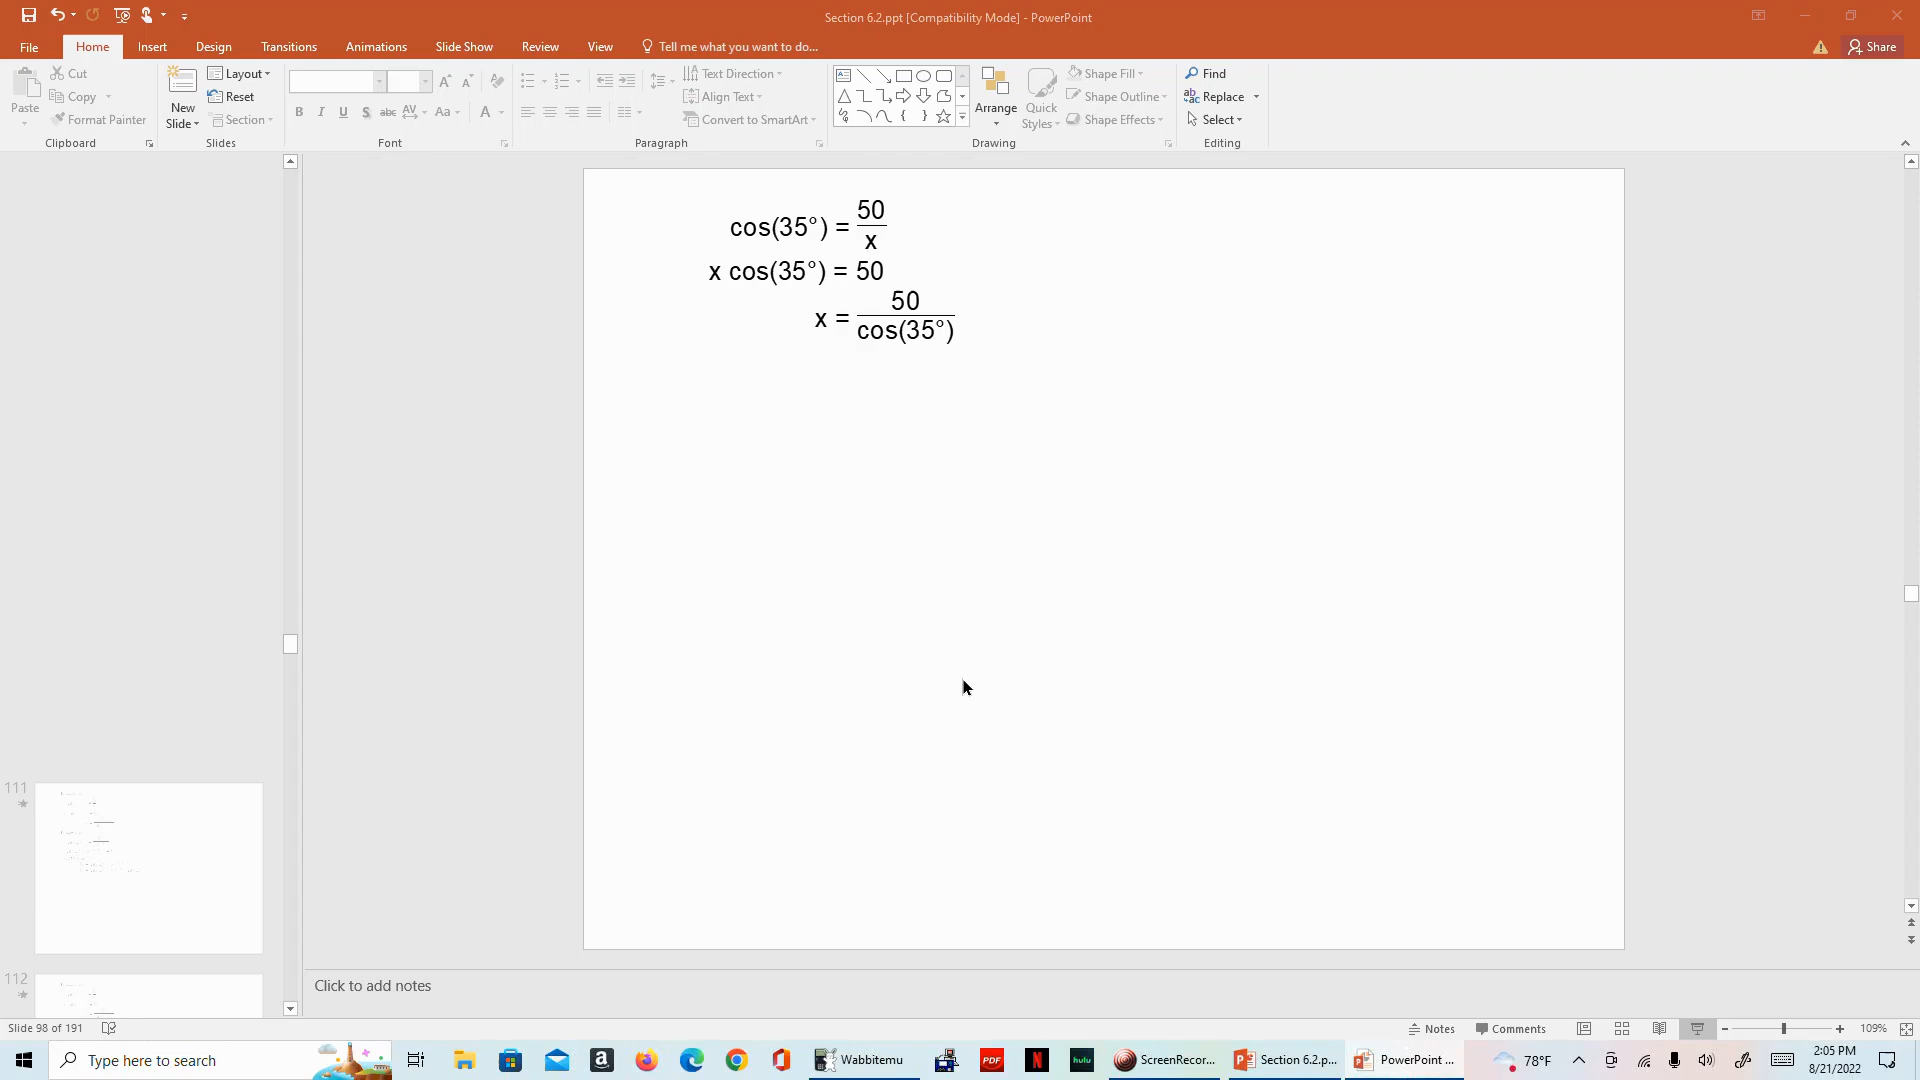 Section 6.2.ppt [Compatibility Mode] - PowerPoint
File Home Insert Design Transitions Animations Slide Show Review View Tell me what you want to do... Share
Paste
Cut
Copy
Format Painter
Clipboard
New Slide
Layout
Reset
Section
Slides
B I U S abc AV Aa A
Font
Text Direction
Align Text
Convert to SmartArt
Paragraph
Arrange
Quick Styles
Shape Fill
Shape Outline
Shape Effects
Drawing
Find
Replace
Select
Editing
cos(35°) = 50/x
x cos(35°) = 50
x = 50/cos(35°)
111
112
Click to add notes
Slide 98 of 191
Notes Comments 109%
Type here to search
Wabbitemu
PDF
N
hulu
ScreenRecor...
Section 6.2.p...
PowerPoint ...
78°F
2:05 PM
8/21/2022